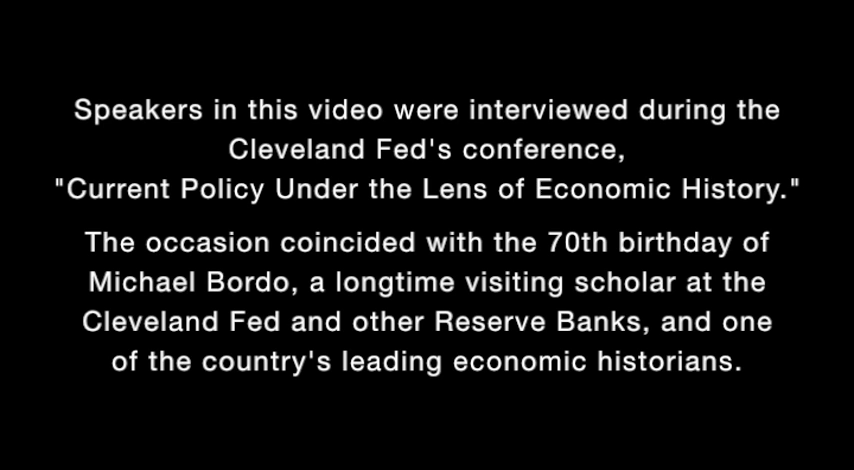 Speakers in this video were interviewed during the
Cleveland Fed's conference,
"Current Policy Under the Lens of Economic History."
The occasion coincided with the 70th birthday of
Michael Bordo, a longtime visiting scholar at the
Cleveland Fed and other Reserve Banks, and one
of the country's leading economic historians.